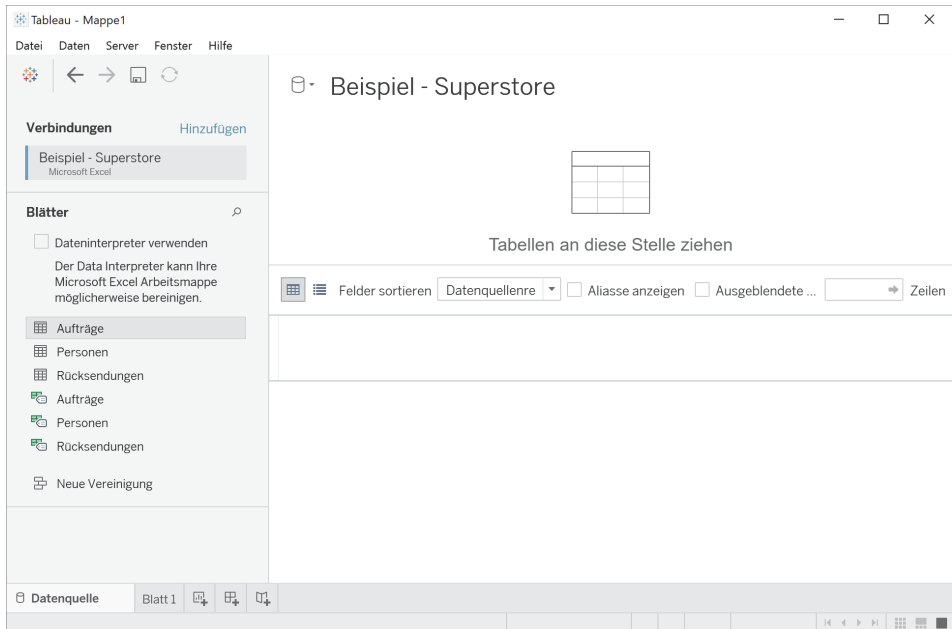 Tableau - Mappe1
Datei Daten Server Fenster Hilfe
Beispiel - Superstore
Verbindungen Hinzufügen
Beispiel - Superstore
Microsoft Excel
Blätter
Dateninterpreter verwenden
Der Data Interpreter kann Ihre
Microsoft Excel Arbeitsmappe
möglicherweise bereinigen.
Aufträge
Personen
Rücksendungen
Aufträge
Personen
Rücksendungen
Neue Vereinigung
Tabellen an diese Stelle ziehen
Felder sortieren Datenquellenre Aliasse anzeigen Ausgeblendete ... Zeilen
Datenquelle Blatt 1